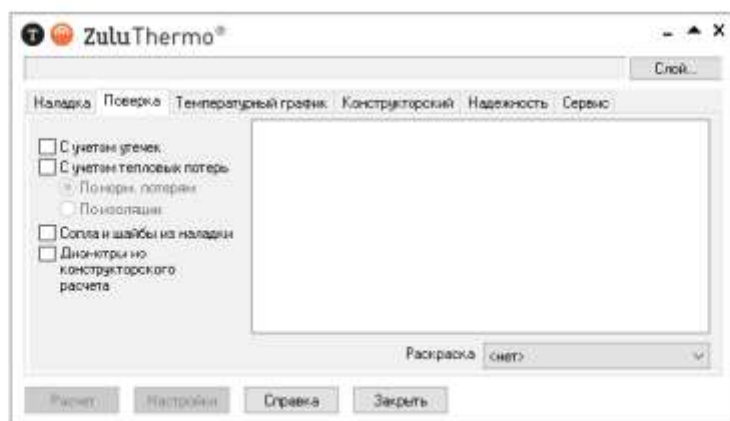 ZuluThermo®
Слой...
Наладка Поверка Температурный график Конструкторский Надежность Сервис
С учетом утечек
С учетом тепловых потерь
По норм. потерям
По изоляции
Сопла и шайбы из наладки
Диаметры из
конструкторского
расчета
Раскраска <нет>
Расчет Настройки Справка Закрыть